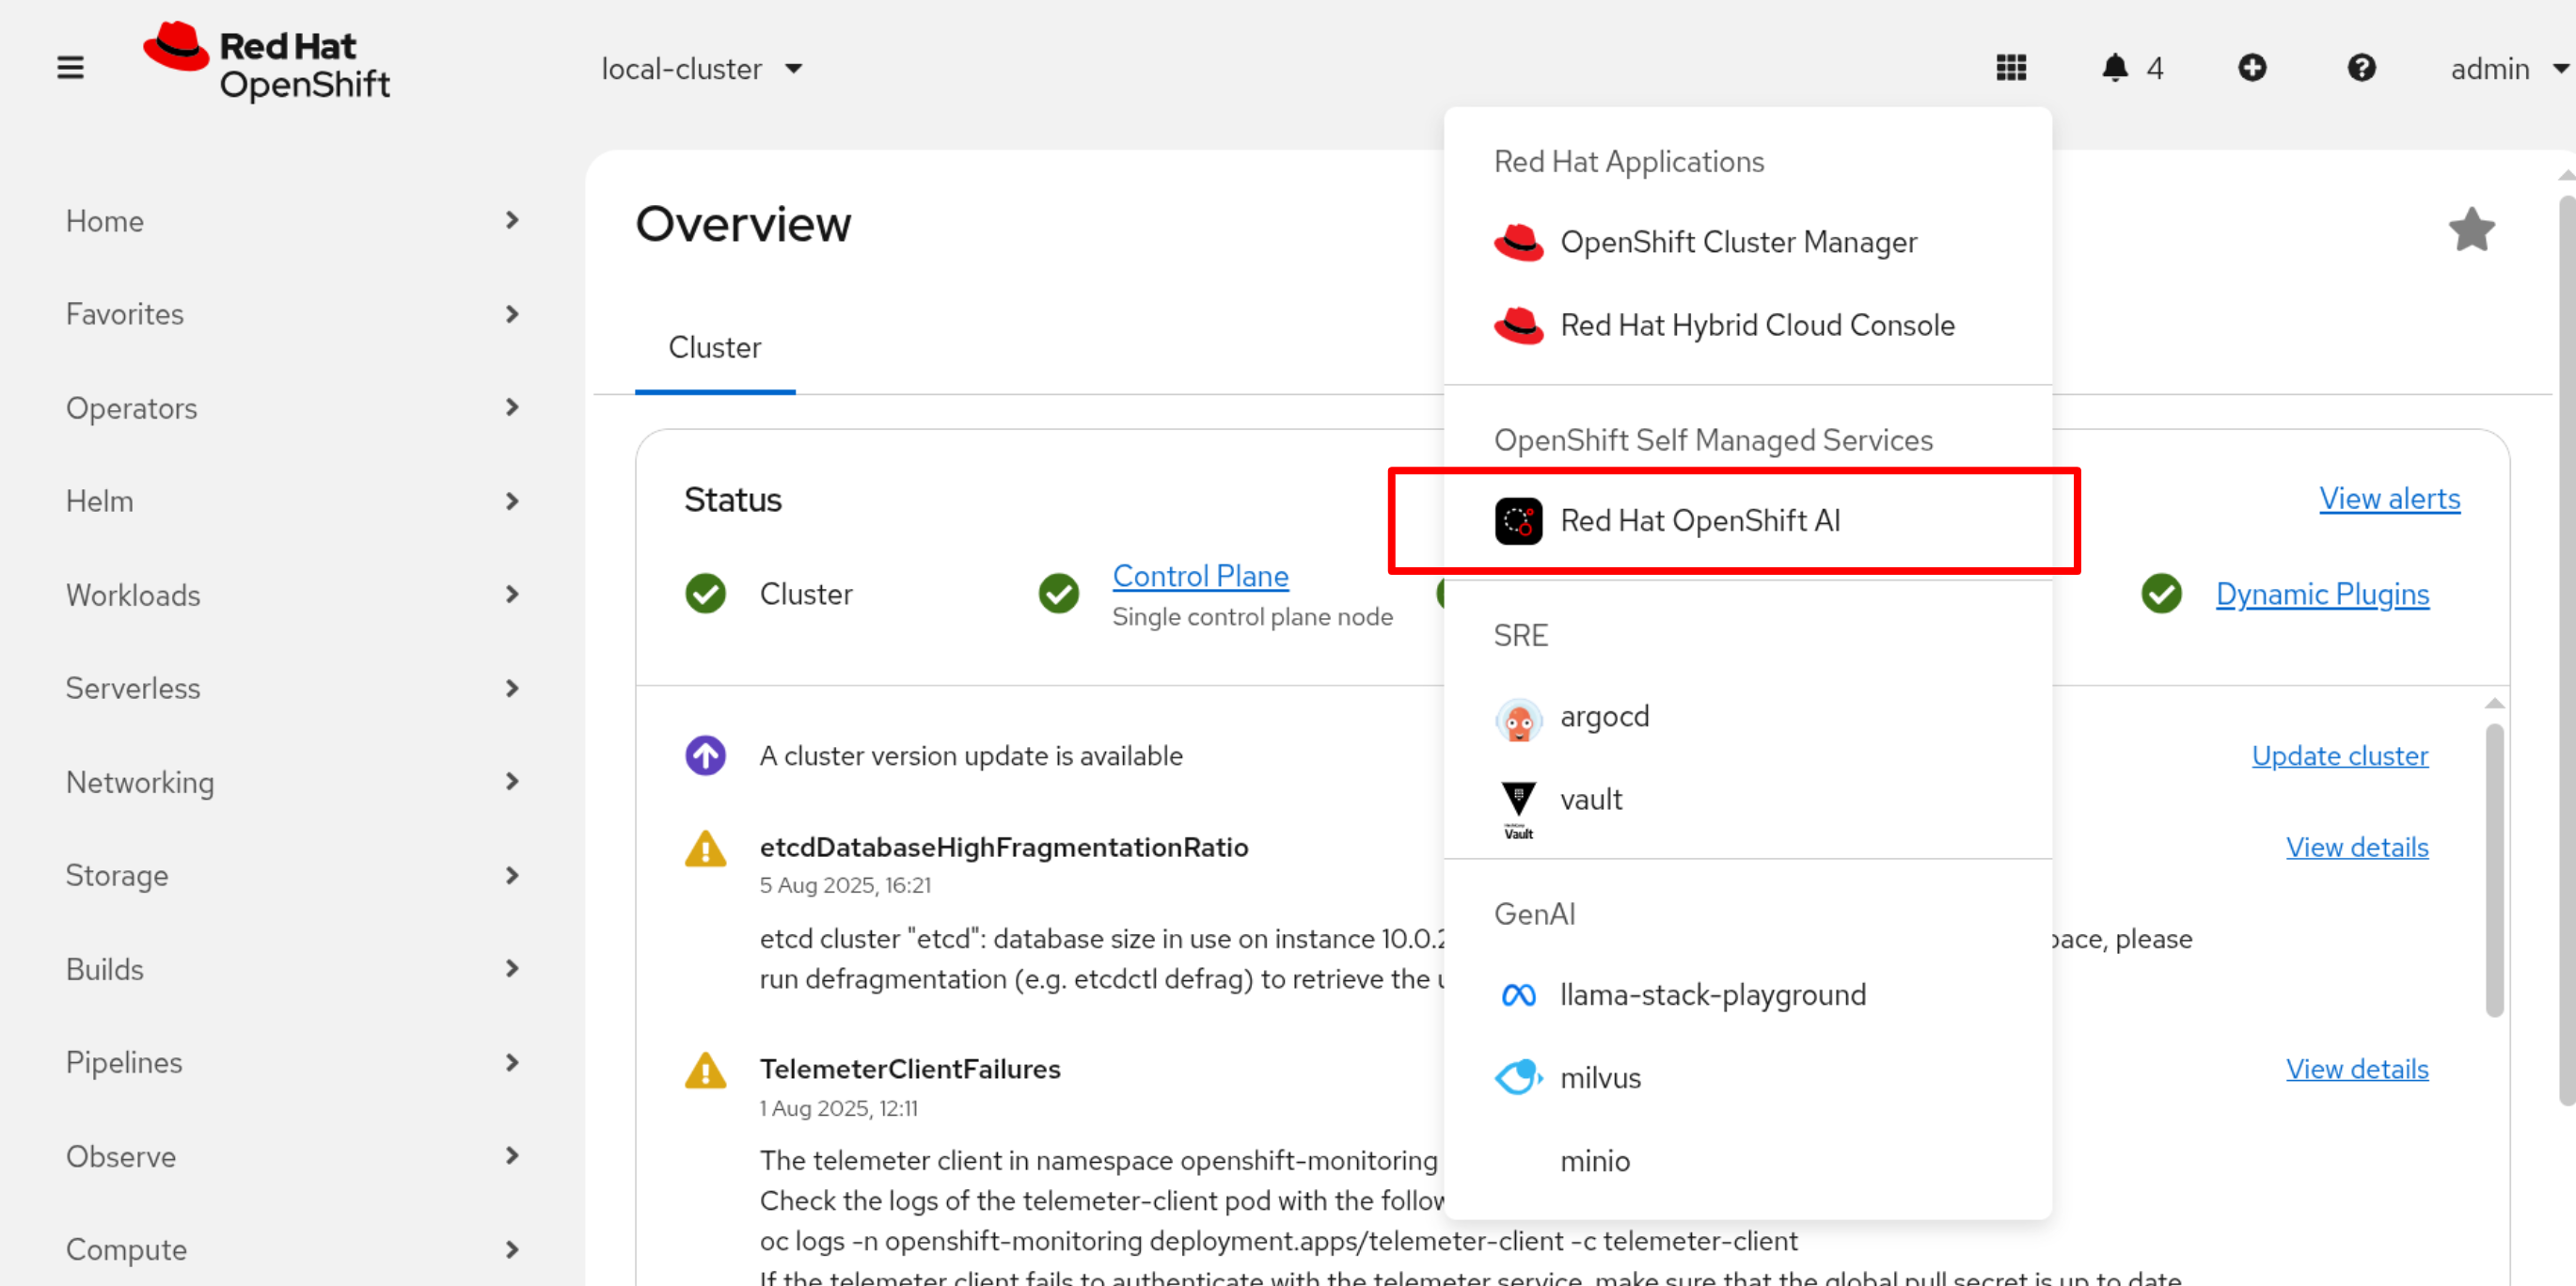 Red Hat
OpenShift
local-cluster
4
admin
Home
Favorites
Operators
Helm
Workloads
Serverless
Networking
Storage
Builds
Pipelines
Observe
Compute
Overview
Cluster
Status
View alerts
Cluster
Control Plane
Single control plane node
Dynamic Plugins
A cluster version update is available
Update cluster
etcdDatabaseHighFragmentationRatio
View details
5 Aug 2025, 16:21
etcd cluster "etcd": database size in use on instance 10.0.2
pace, please
run defragmentation (e.g. etcdctl defrag) to retrieve the
TelemeterClientFailures
View details
1 Aug 2025, 12:11
The telemeter client in namespace openshift-monitoring
Check the logs of the telemeter-client pod with the follow
oc logs -n openshift-monitoring deployment.apps/telemeter-client -c telemeter-client
If the telemeter client fails to authenticate with the telemeter service, make sure that the global pull secret is up to date
Red Hat Applications
OpenShift Cluster Manager
Red Hat Hybrid Cloud Console
OpenShift Self Managed Services
Red Hat OpenShift AI
SRE
argocd
vault
Vault
GenAI
llama-stack-playground
milvus
minio